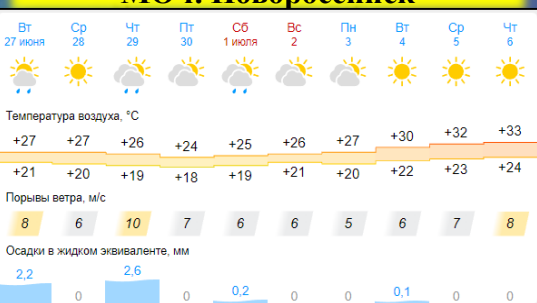 МО г. Новороссийск
Вт Ср Чт Пт Сб Вс Пн Вт Ср Чт
27 июня 28 29 30 1 июля 2 3 4 5 6
Температура воздуха, °C
+27 +27 +26 +24 +25 +26 +27 +30 +32 +33
+21 +20 +19 +18 +19 +21 +20 +22 +23 +24
Порывы ветра, м/с
8 6 10 7 6 6 5 6 7 8
Осадки в жидком эквиваленте, мм
2,2 0 2,6 0 0,2 0 0 0,1 0 0